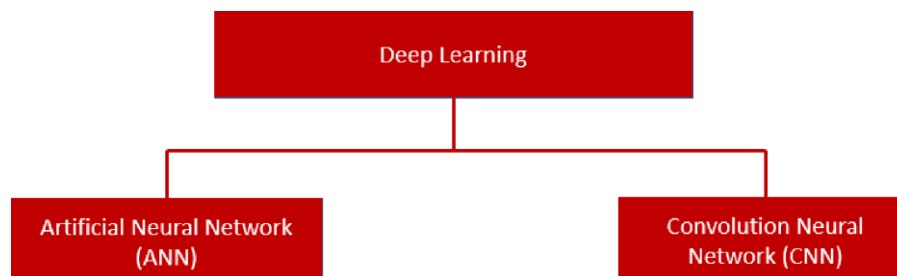 Deep Learning
Artificial Neural Network
(ANN)
Convolution Neural
Network (CNN)